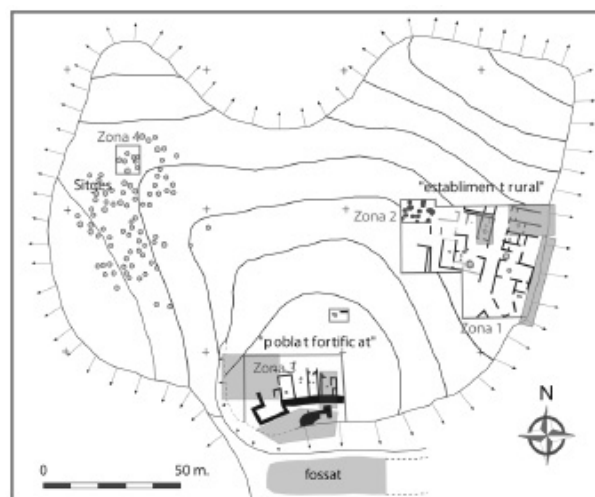 Zona 4
Sitges
"establiment rural"
Zona 2
Zona 1
"poblat fortificat"
Zona 3
N
0 50 m.
fossat